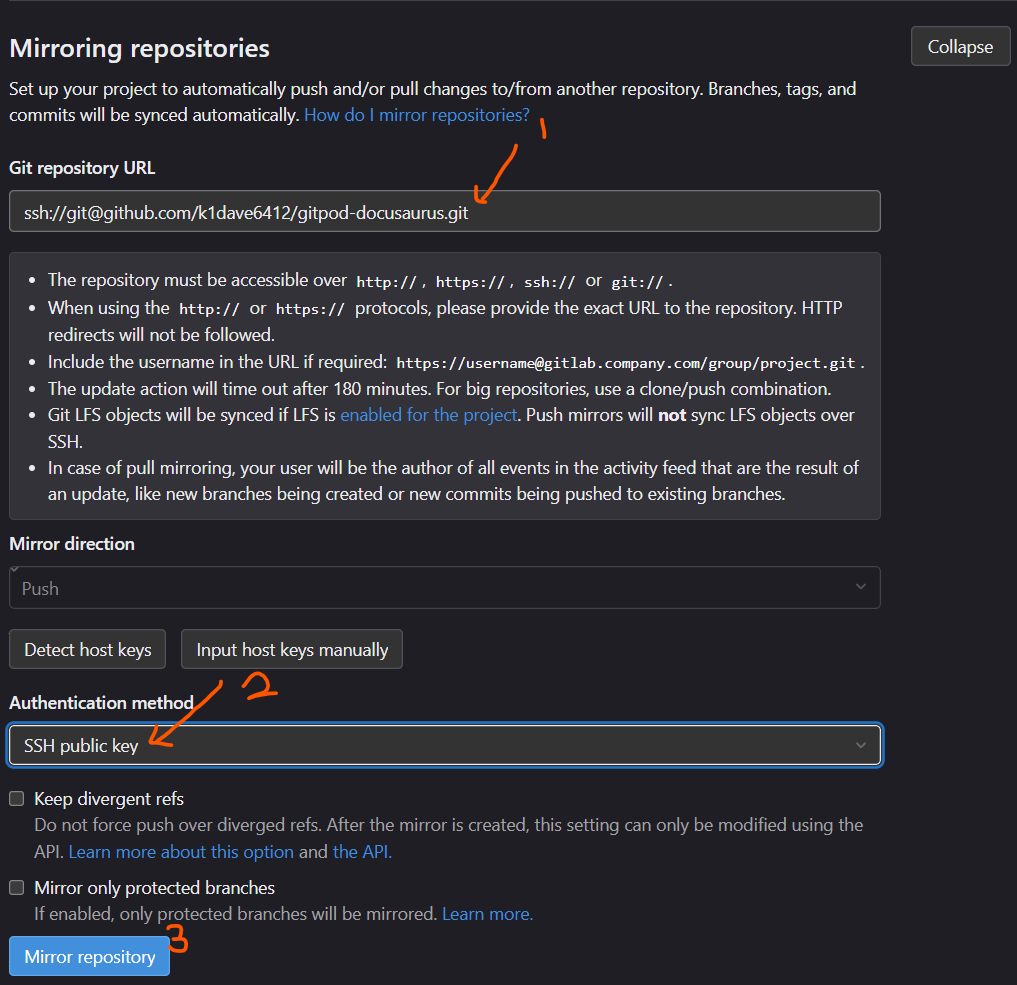 Mirroring repositories
Collapse
Set up your project to automatically push and/or pull changes to/from another repository. Branches, tags, and
commits will be synced automatically. How do I mirror repositories?
1
Git repository URL
ssh://git@github.com/k1dave6412/gitpod-docusaurus.git
• The repository must be accessible over http://, https://, ssh:// or git://.
• When using the http:// or https:// protocols, please provide the exact URL to the repository. HTTP
redirects will not be followed.
• Include the username in the URL if required: https://username@gitlab.company.com/group/project.git.
• The update action will time out after 180 minutes. For big repositories, use a clone/push combination.
• Git LFS objects will be synced if LFS is enabled for the project. Push mirrors will not sync LFS objects over
SSH.
• In case of pull mirroring, your user will be the author of all events in the activity feed that are the result of
an update, like new branches being created or new commits being pushed to existing branches.
Mirror direction
Push
Detect host keys
Input host keys manually
2
Authentication method
SSH public key
Keep divergent refs
Do not force push over diverged refs. After the mirror is created, this setting can only be modified using the
API. Learn more about this option and the API.
Mirror only protected branches
If enabled, only protected branches will be mirrored. Learn more.
3
Mirror repository